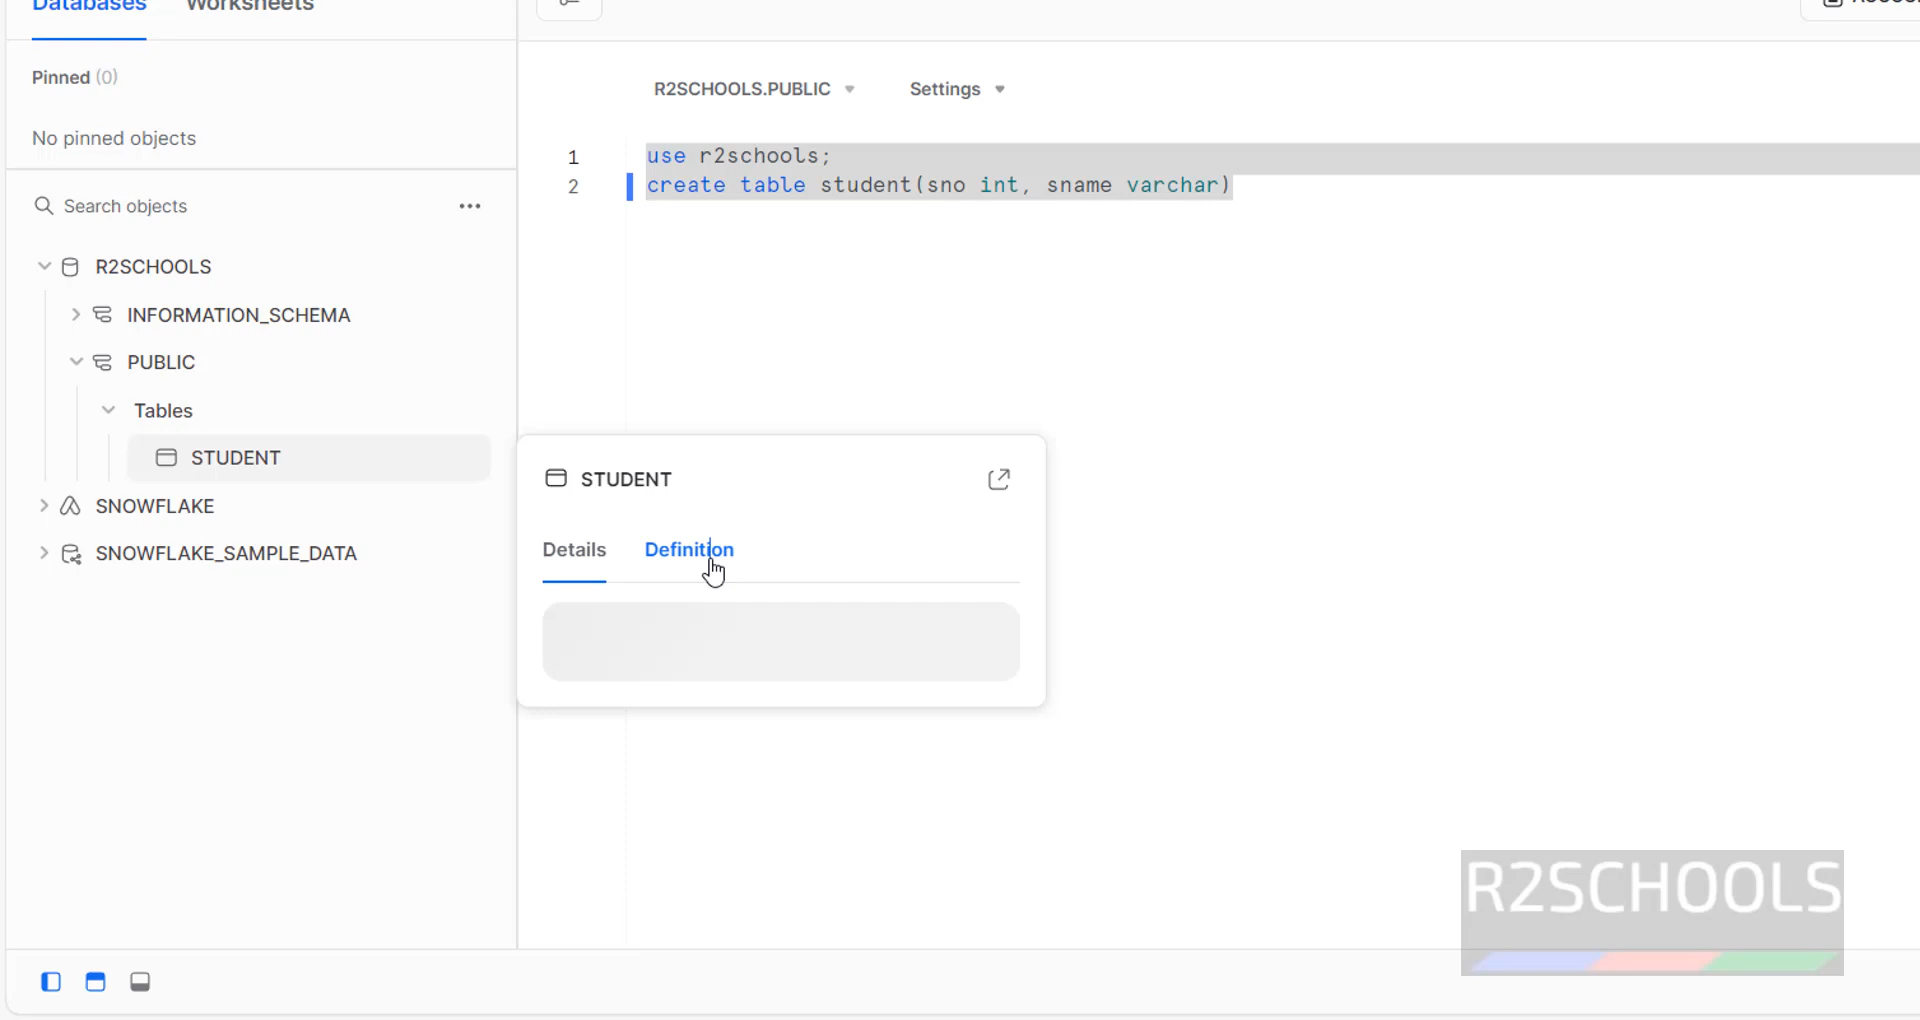 Databases Worksheets
Pinned (0)
No pinned objects
Search objects
R2SCHOOLS
INFORMATION_SCHEMA
PUBLIC
Tables
STUDENT
SNOWFLAKE
SNOWFLAKE_SAMPLE_DATA
R2SCHOOLS.PUBLIC Settings
1 use r2schools;
2 create table student(sno int, sname varchar)
STUDENT
Details Definition
R2SCHOOLS